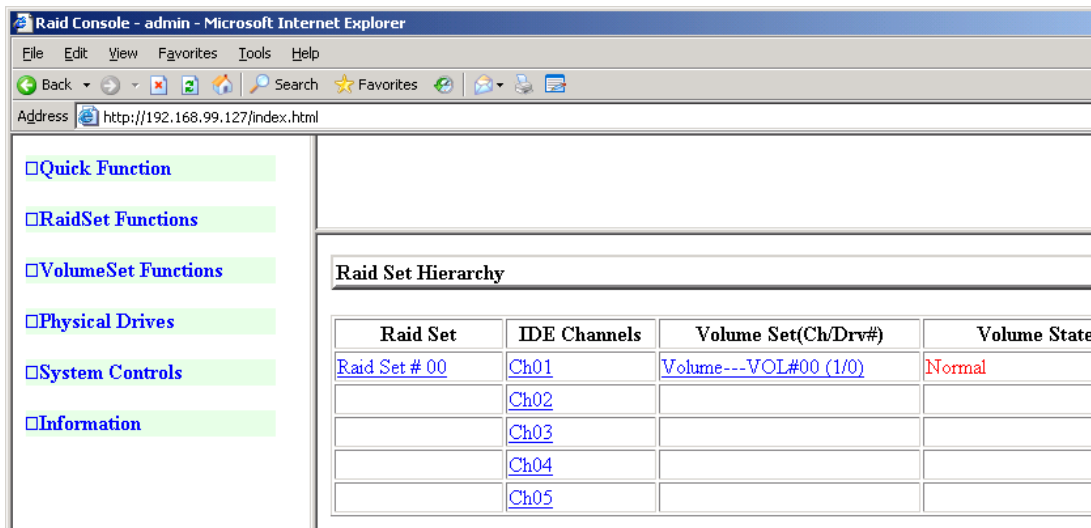 Raid Console - admin - Microsoft Internet Explorer
File Edit View Favorites Tools Help
Back Search Favorites
Address http://192.168.99.127/index.html
Quick Function
RaidSet Functions
VolumeSet Functions
Physical Drives
System Controls
Information
Raid Set Hierarchy
Raid Set IDE Channels Volume Set(Ch/Drv#) Volume State
Raid Set # 00 Ch01 Volume---VOL#00 (1/0) Normal
Ch02
Ch03
Ch04
Ch05